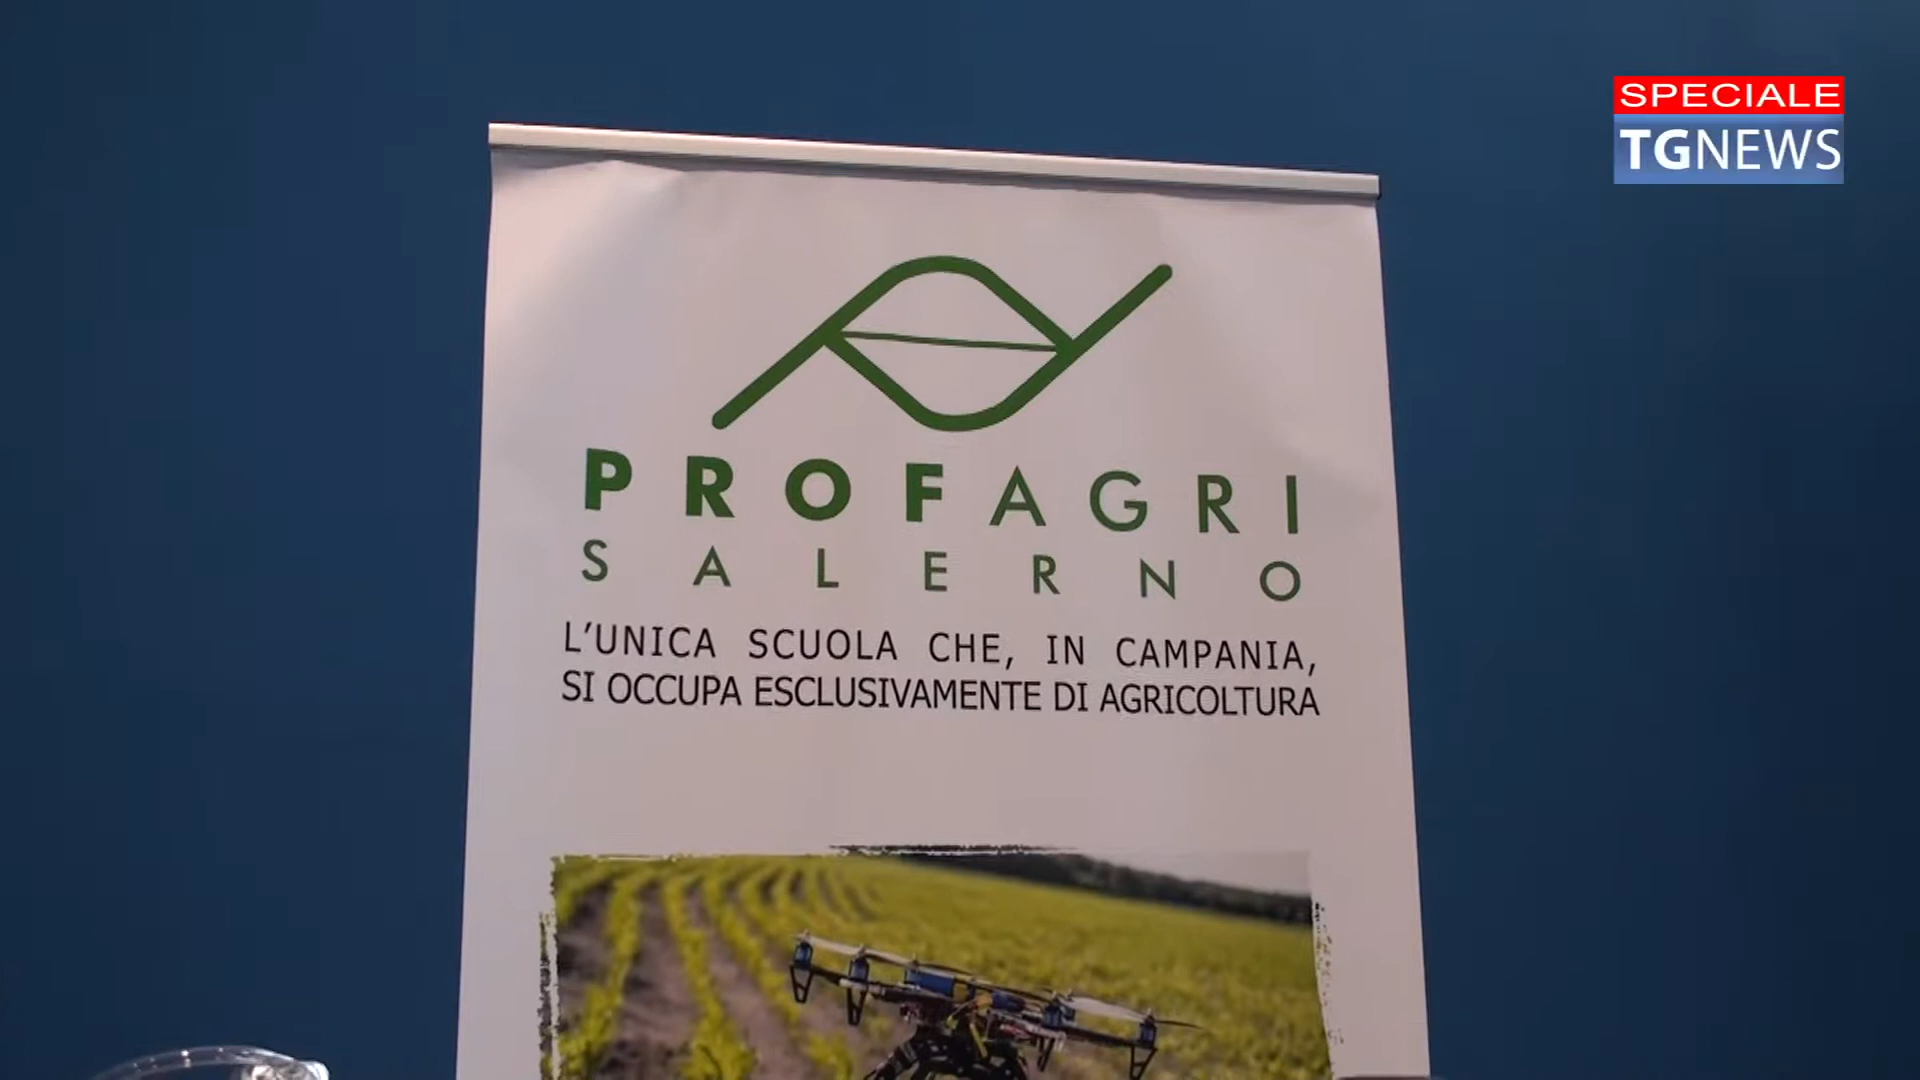 SPECIALE
TGNEWS
PROFAGRI
SALERNO
L'UNICA SCUOLA CHE, IN CAMPANIA,
SI OCCUPA ESCLUSIVAMENTE DI AGRICOLTURA